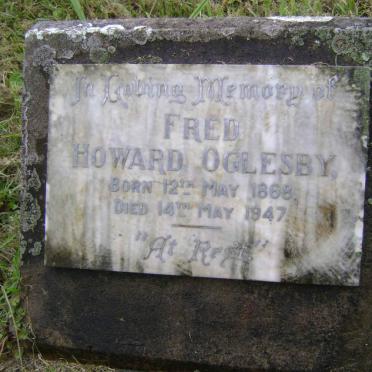 In Loving Memory of
FRED
HOWARD OGLESBY,
BORN 12TH MAY 1868,
DIED 14TH MAY 1947.
"At Rest"